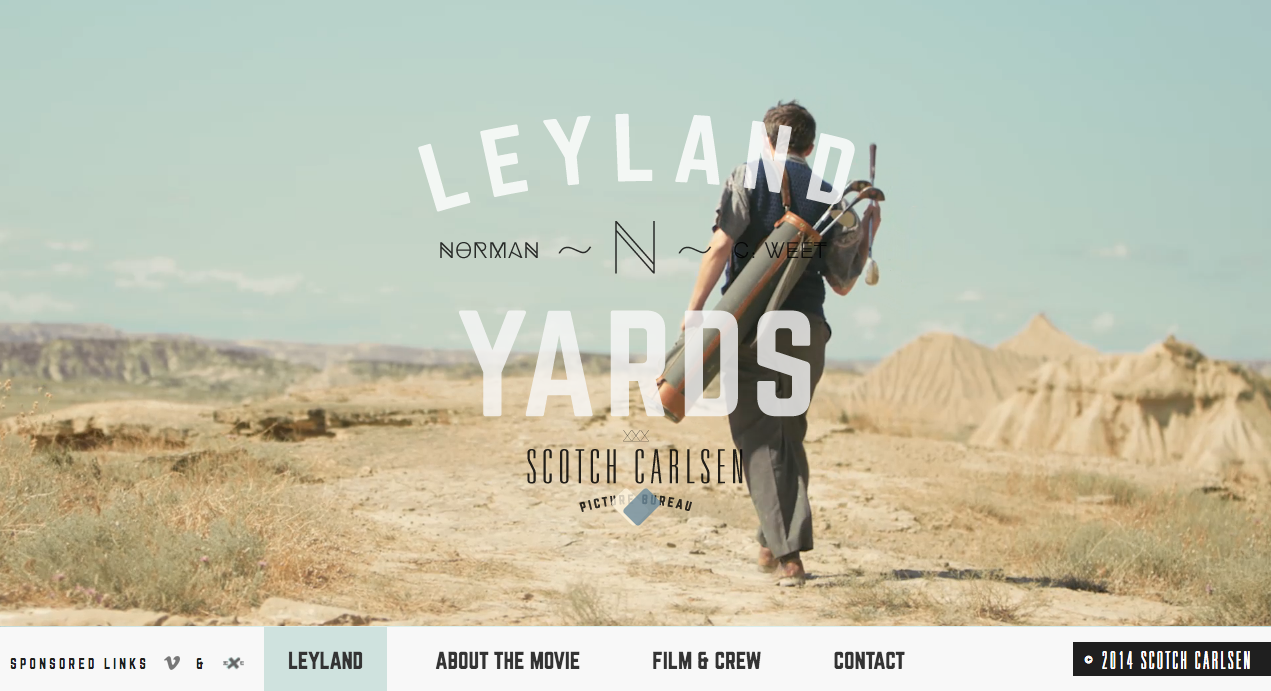 LEYLAND
NORMAN ~ N ~ C. WEET
YARDS
XXX
SCOTCH CARLSEN
PICTURE BUREAU
SPONSORED LINKS & LEYLAND ABOUT THE MOVIE FILM & CREW CONTACT © 2014 SCOTCH CARLSEN